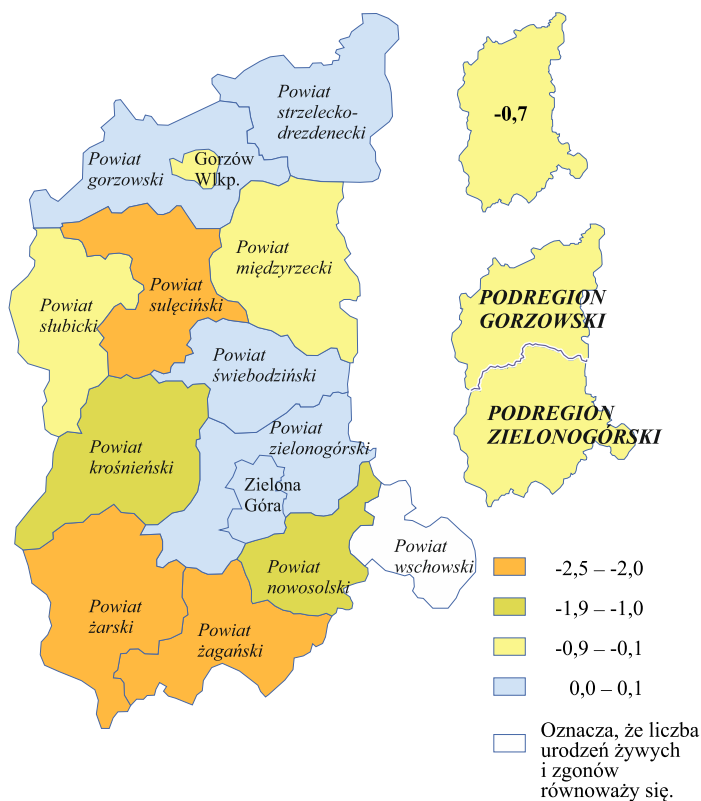 Powiat
strzelecko-
drezdenecki
-0,7
Powiat
gorzowski
Gorzów
Wlkp.
Powiat
międzyrzecki
Powiat
sulęciński
Powiat
słubicki
PODREGION
GORZOWSKI
Powiat
świebodziński
PODREGION
ZIELONOGÓRSKI
Powiat
zielonogórski
Powiat
krośnieński
Zielona
Góra
Powiat
wschowski
Powiat
nowosolski
Powiat
żarski
Powiat
żagański
-2,5 – -2,0
-1,9 – -1,0
-0,9 – -0,1
0,0 – 0,1
Oznacza, że liczba
urodzeń żywych
i zgonów
równoważy się.